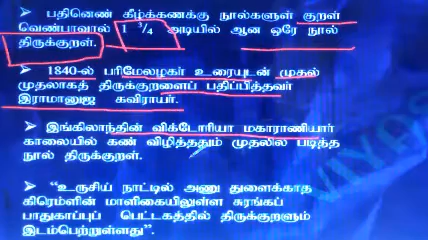 ➤ பதினெண் கீழ்க்கணக்கு நூல்களுள் குறள்
வெண்பாவால் 1 3/4 அடியில் ஆன ஒரே நூல்
திருக்குறள்.
➤ 1840-ல் பரிமேலழகர் உரையுடன் முதல்
முதலாகத் திருக்குறளைப் பதிப்பித்தவர்
இராமானுஜ கவிராயர்.
➤ இங்கிலாந்தின் விக்டோரியா மகாராணியார்
காலையில் கண் விழித்ததும் முதலில் படித்த
நூல் திருக்குறள்.
➤ “உருசிய நாட்டில் அணு துளைக்காத
கிரெம்ளின் மாளிகையிலுள்ள சுரங்கப்
பாதுகாப்புப் பெட்டகத்தில் திருக்குறளும்
இடம்பெற்றுள்ளது”.